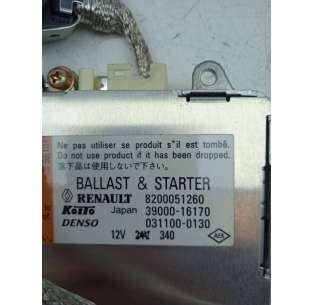 Ne pas utiliser se produit s'il est tombé.
Do not use product if it has been dropped.
落下品は使用しないで下さい。
BALLAST & STARTER
RENAULT 8200051260
KOITO Japan 39000-16170
DENSO 031100-0130
12V 340